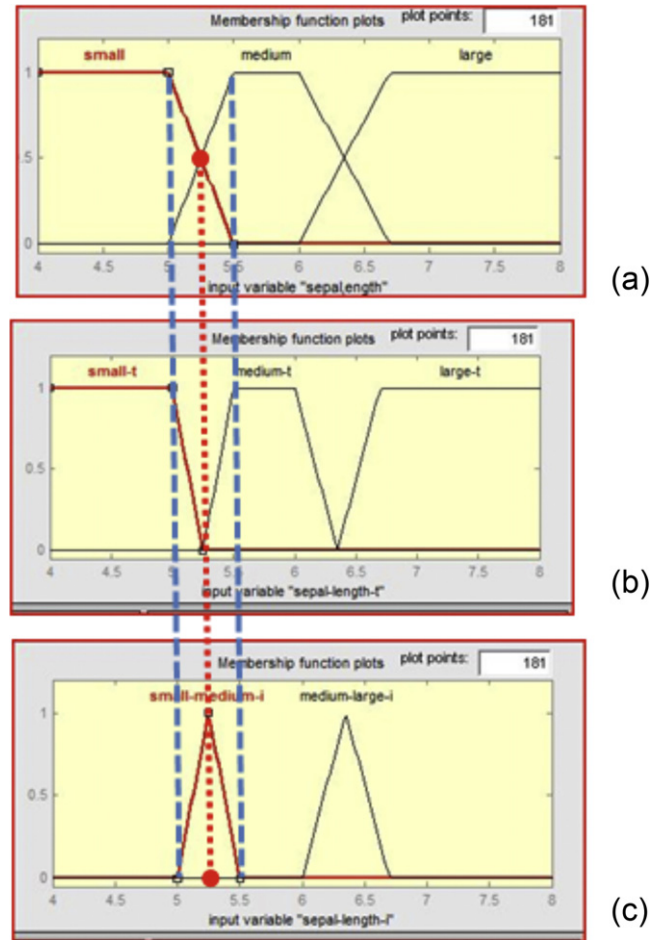 Membership function plots plot points: 181
small medium large
1
.5
0
4 4.5 5 5.5 6 6.5 7 7.5 8
input variable "sepal,ength"
(a)
Membership function plots plot points: 181
small-t medium-t large-t
1
0.5
0
4 4.5 5 5.5 6 6.5 7 7.5 8
input variable "sepal-length-t"
(b)
Membership function plots plot points: 181
small-medium-i medium-large-i
1
0.5
0
4 4.5 5 5.5 6 6.5 7 7.5 8
input variable "sepal-length-i"
(c)